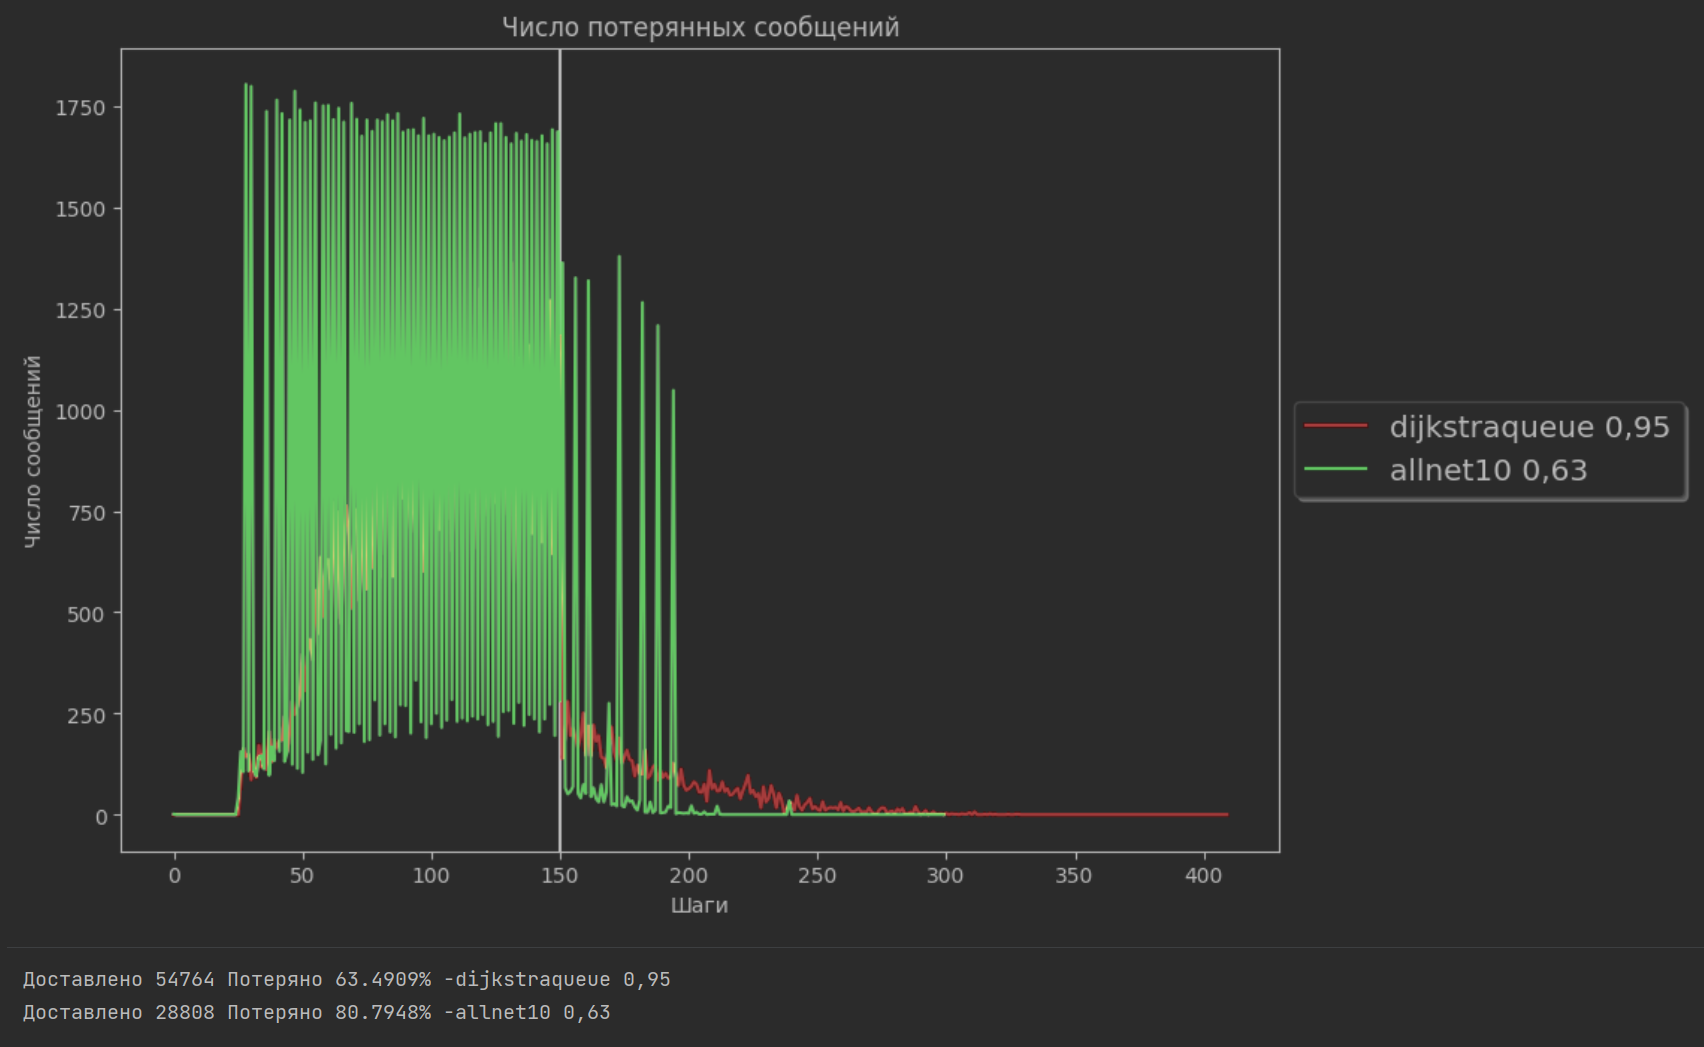 Число потерянных сообщений
Число сообщений
1750
1500
1250
1000
750
500
250
0
0 50 100 150 200 250 300 350 400
Шаги
dijkstraqueue 0,95
allnet10 0,63
Доставлено 54764 Потеряно 63.4909% -dijkstraqueue 0,95
Доставлено 28808 Потеряно 80.7948% -allnet10 0,63